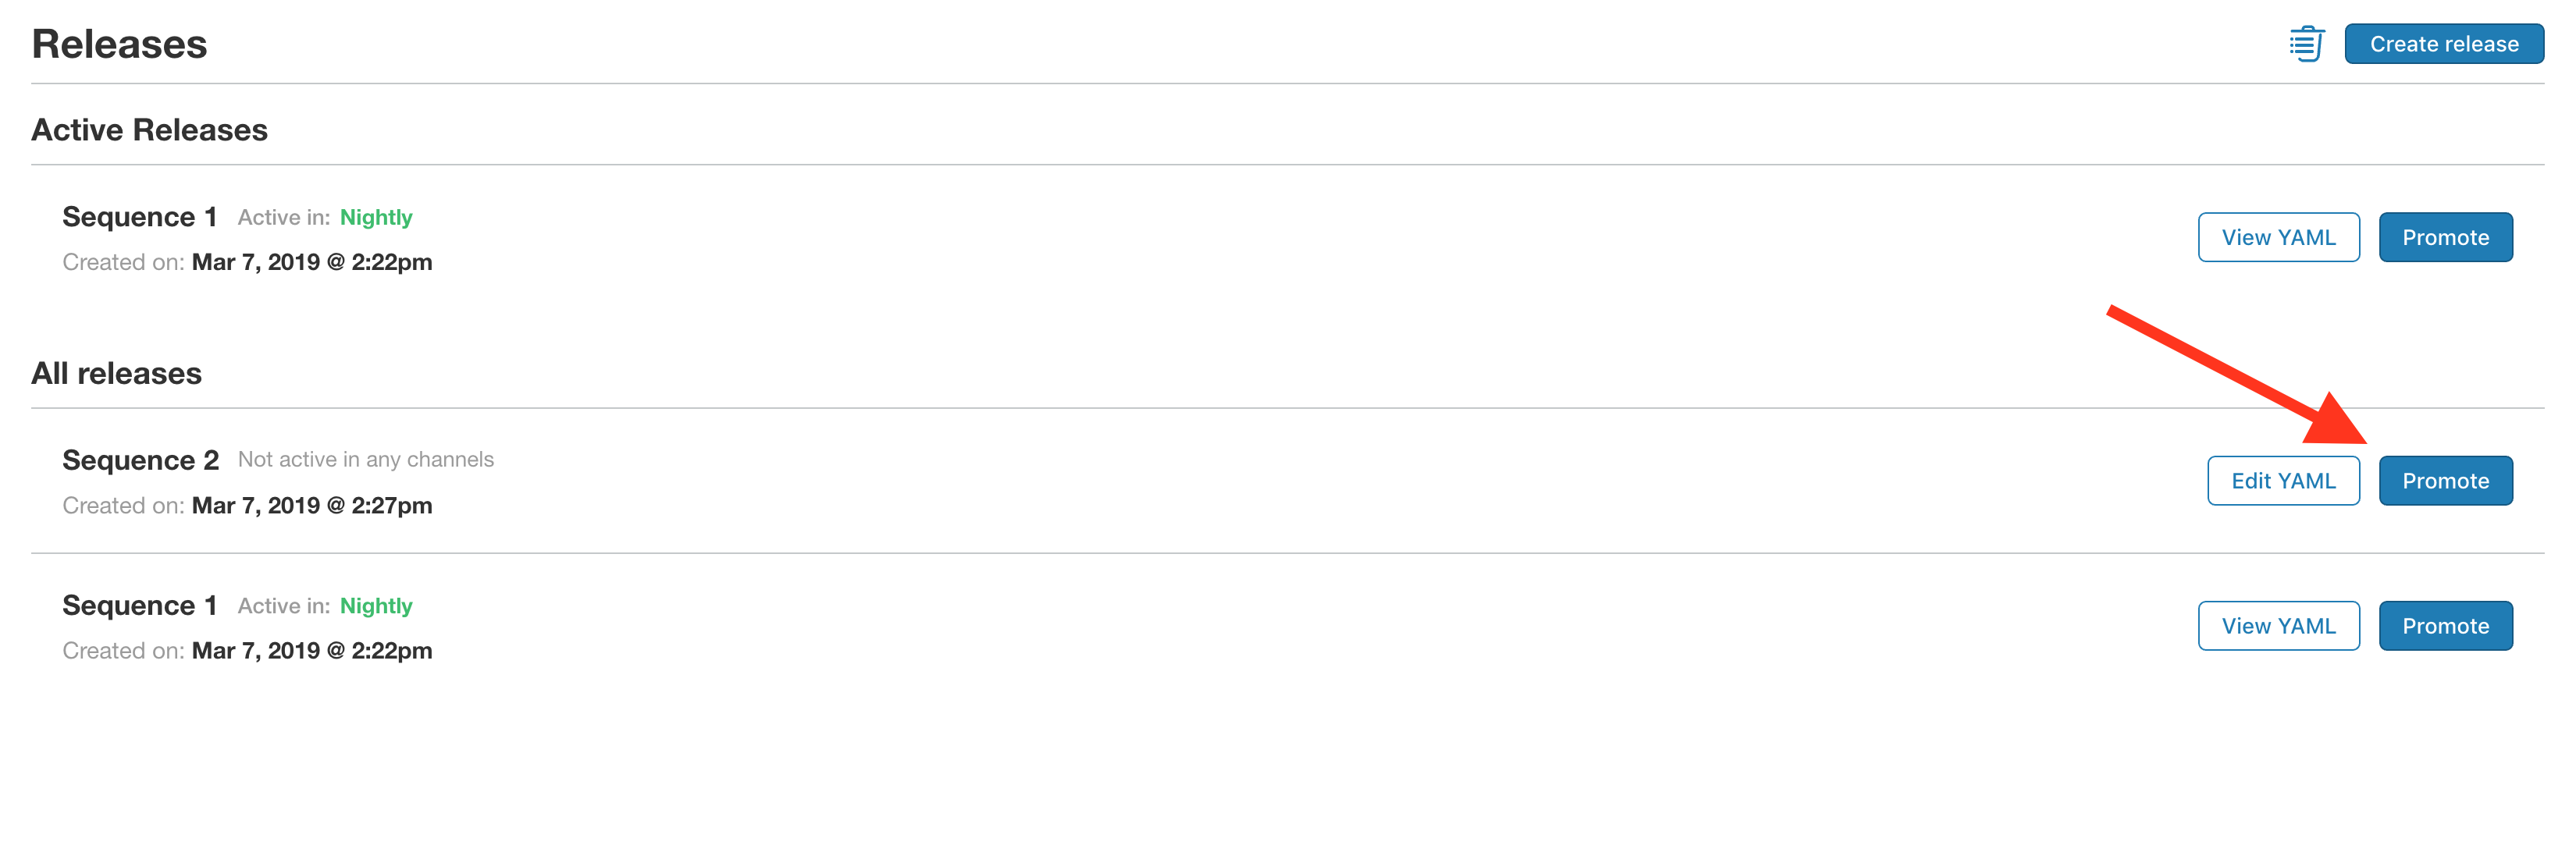 Releases
Create release
Active Releases
Sequence 1 Active in: Nightly
Created on: Mar 7, 2019 @ 2:22pm
View YAML Promote
All releases
Sequence 2 Not active in any channels
Created on: Mar 7, 2019 @ 2:27pm
Edit YAML Promote
Sequence 1 Active in: Nightly
Created on: Mar 7, 2019 @ 2:22pm
View YAML Promote